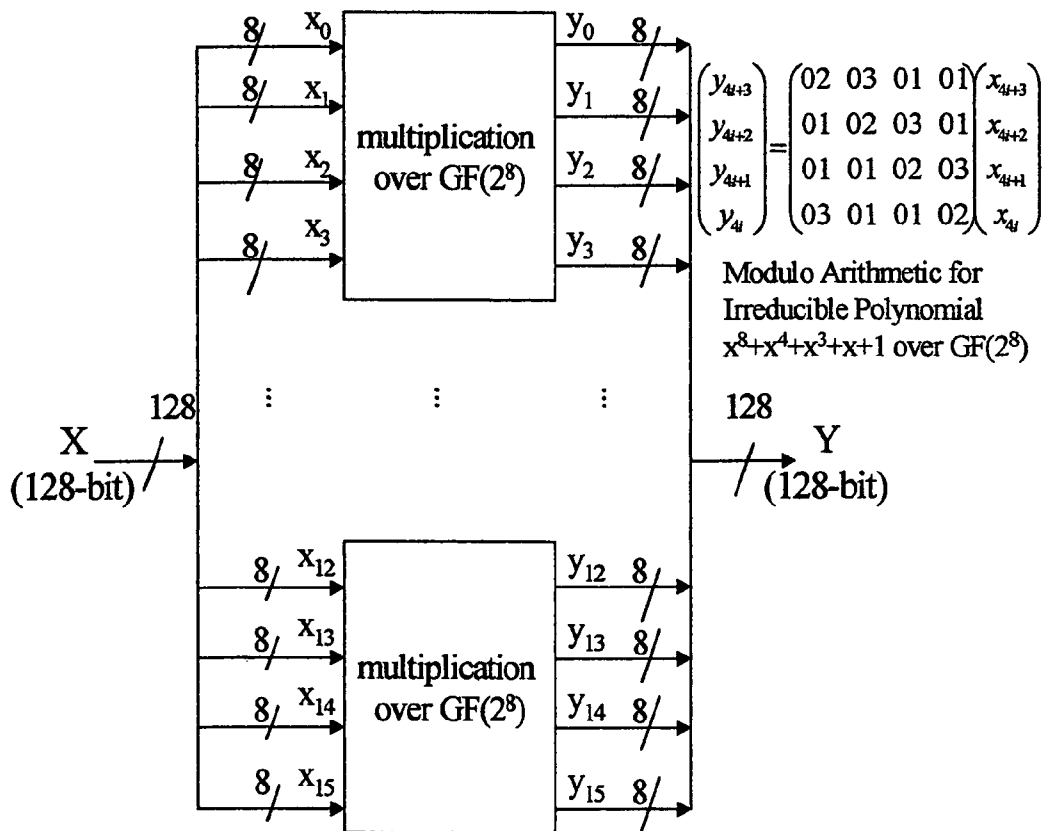 8 x₀ y₀ 8
8 x₁ y₁ 8
multiplication
over GF(2⁸)
8 x₂ y₂ 8
8 x₃ y₃ 8
y₄ᵢ₊₃ 02 03 01 01 x₄ᵢ₊₃
y₄ᵢ₊₂ = 01 02 03 01 x₄ᵢ₊₂
y₄ᵢ₊₁ 01 01 02 03 x₄ᵢ₊₁
y₄ᵢ 03 01 01 02 x₄ᵢ
Modulo Arithmetic for
Irreducible Polynomial
x⁸+x⁴+x³+x+1 over GF(2⁸)
⋮ ⋮ ⋮
128 128
X Y
(128-bit) (128-bit)
8 x₁₂ y₁₂ 8
8 x₁₃ y₁₃ 8
multiplication
over GF(2⁸)
8 x₁₄ y₁₄ 8
8 x₁₅ y₁₅ 8